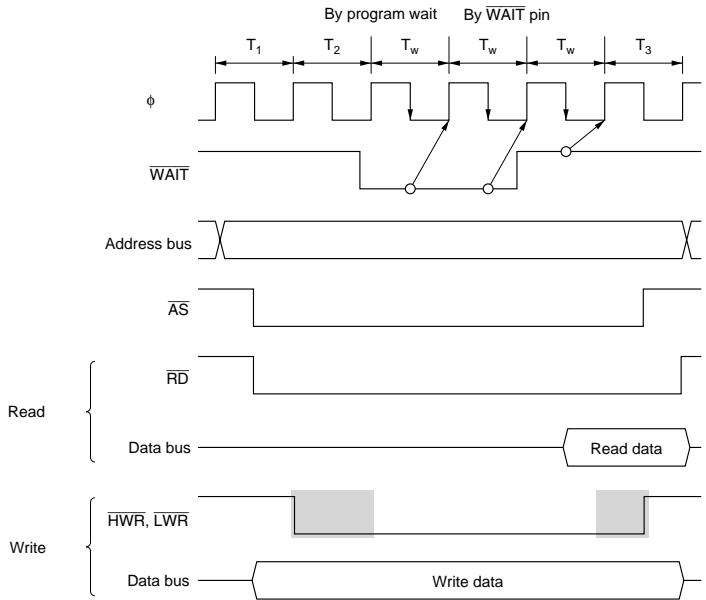 By program wait By WAIT pin
T1 T2 Tw Tw Tw T3
ϕ
WAIT
Address bus
AS
RD
Read
Data bus Read data
HWR, LWR
Write
Data bus Write data